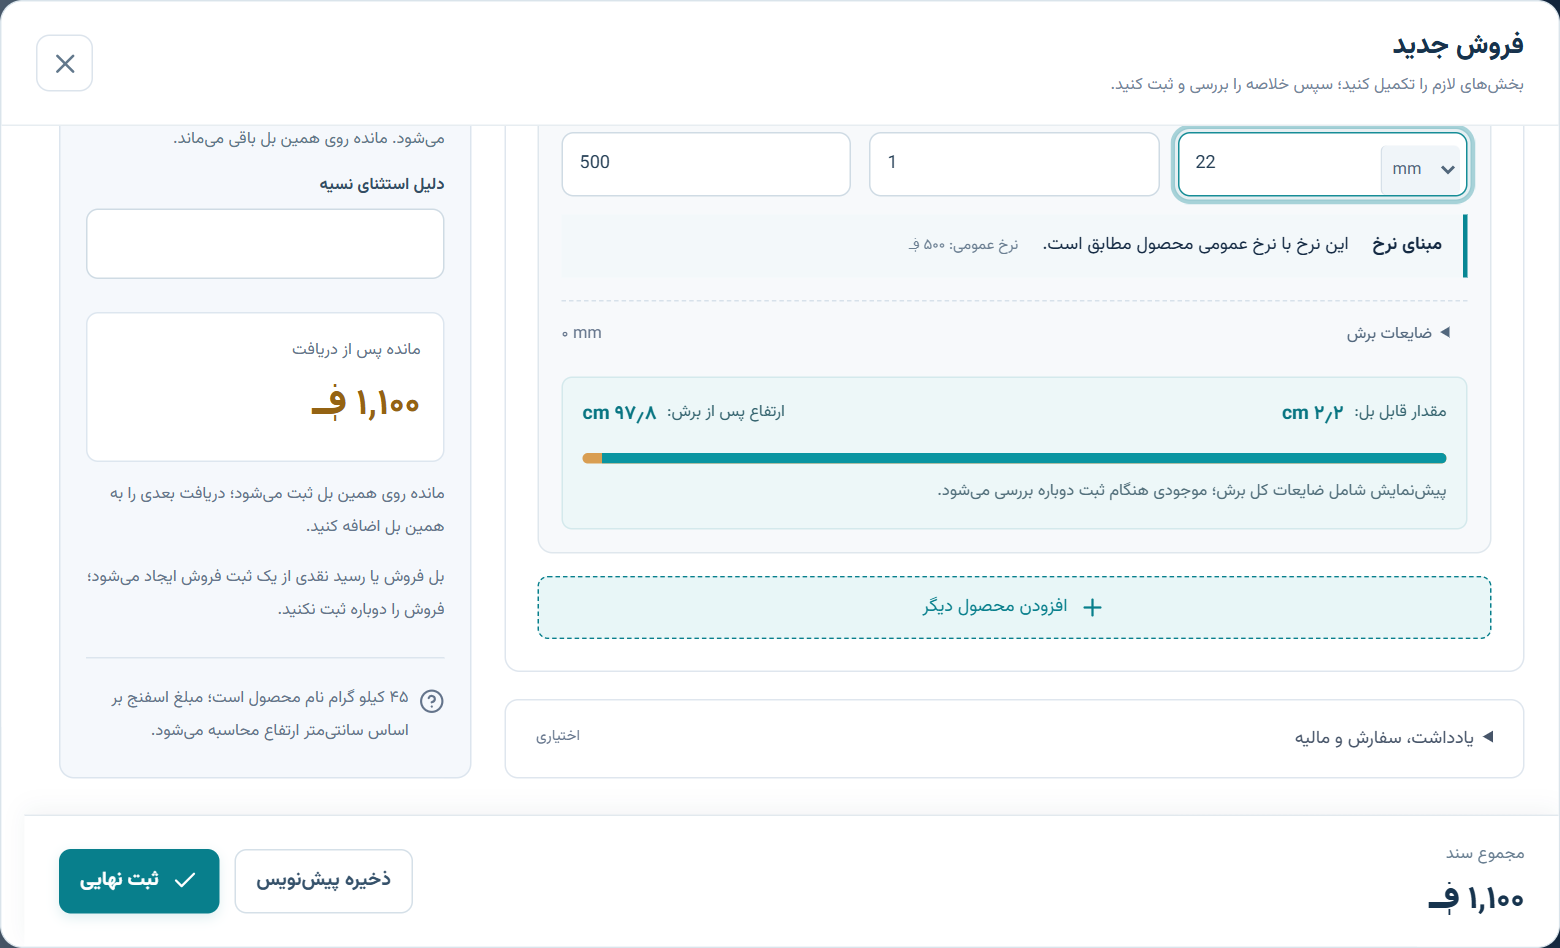 فروش جدید
بخش‌های لازم را تکمیل کنید؛ سپس خلاصه را بررسی و ثبت کنید.
22 mm
1
500
مبنای نرخ این نرخ با نرخ عمومی محصول مطابق است. نرخ عمومی: ۵۰۰ ؋
ضایعات برش
۰ mm
مقدار قابل بل: ۲٫۲ cm
ارتفاع پس از برش: ۹۷٫۸ cm
پیش‌نمایش شامل ضایعات کل برش؛ موجودی هنگام ثبت دوباره بررسی می‌شود.
افزودن محصول دیگر
یادداشت، سفارش و مالیه
اختیاری
می‌شود. مانده روی همین بل باقی می‌ماند.
دلیل استثنای نسیه
مانده پس از دریافت
۱,۱۰۰ ؋
مانده روی همین بل ثبت می‌شود؛ دریافت بعدی را به
همین بل اضافه کنید.
بل فروش یا رسید نقدی از یک ثبت فروش ایجاد می‌شود؛
فروش را دوباره ثبت نکنید.
۴۵ کیلو گرام نام محصول است؛ مبلغ اسفنج بر
اساس سانتی‌متر ارتفاع محاسبه می‌شود.
مجموع سند
۱,۱۰۰ ؋
ذخیره پیش‌نویس
ثبت نهایی